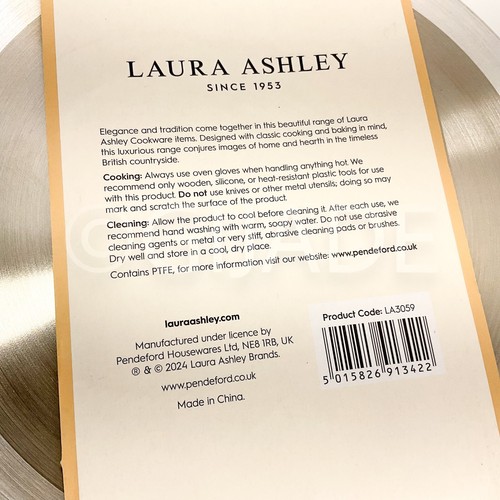 LAURA ASHLEY
SINCE 1953
Elegance and tradition come together in this beautiful range of Laura
Ashley Cookware items. Designed with classic cooking and baking in mind,
this luxurious range conjures images of home and hearth in the timeless
British countryside.
Cooking: Always use oven gloves when handling anything hot. We
recommend only wooden, silicone, or heat-resistant plastic tools for use
with this product. Do not use knives or other metal utensils; doing so may
mark and scratch the surface of the product.
Cleaning: Allow the product to cool before cleaning it. After each use, we
recommend hand washing with warm, soapy water. Do not use abrasive
cleaning agents or metal or very stiff, abrasive cleaning pads or brushes.
Dry well and store in a cool, dry place.
Contains PTFE, for more information visit our website: www.pendeford.co.uk
lauraashley.com
Manufactured under licence by
Pendeford Housewares Ltd, NE8 1RB, UK
® & © 2024 Laura Ashley Brands.
www.pendeford.co.uk
Made in China.
Product Code: LA3059
5 015826 913422